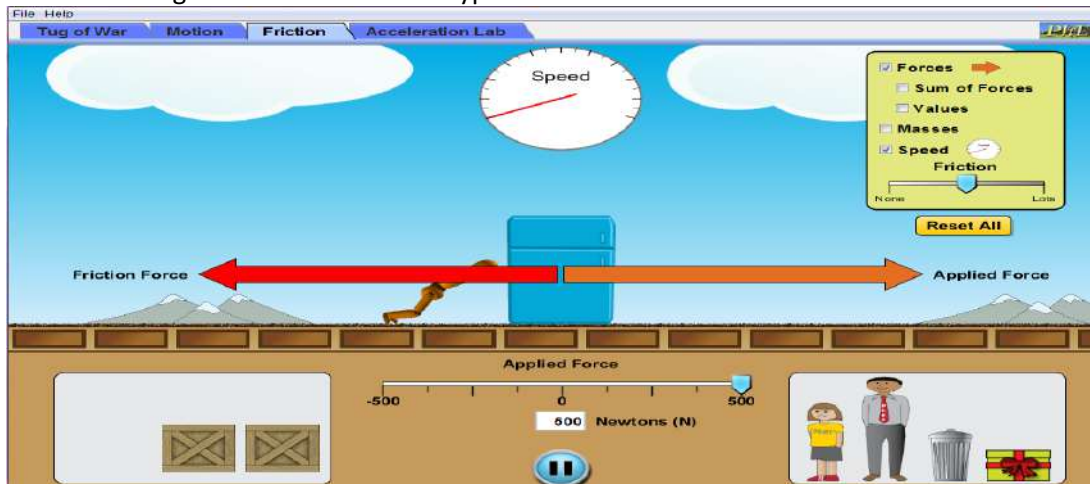 File Help
Tug of War Motion Friction Acceleration Lab
Speed
Forces
Sum of Forces
Values
Masses
Speed
Friction
None Lots
Reset All
Friction Force Applied Force
Applied Force
-500 0 500
500 Newtons (N)